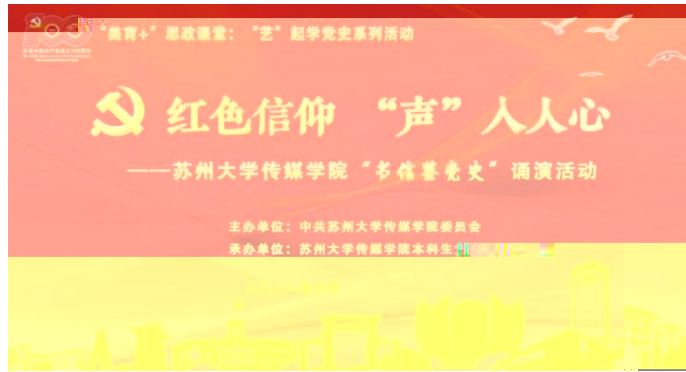 "美育+"思政课堂："艺"起学党史系列活动
100
红色信仰 "声"入人心
——苏州大学传媒学院"书信鉴党史"诵演活动
主办单位：中共苏州大学传媒学院委员会
承办单位：苏州大学传媒学院本科生